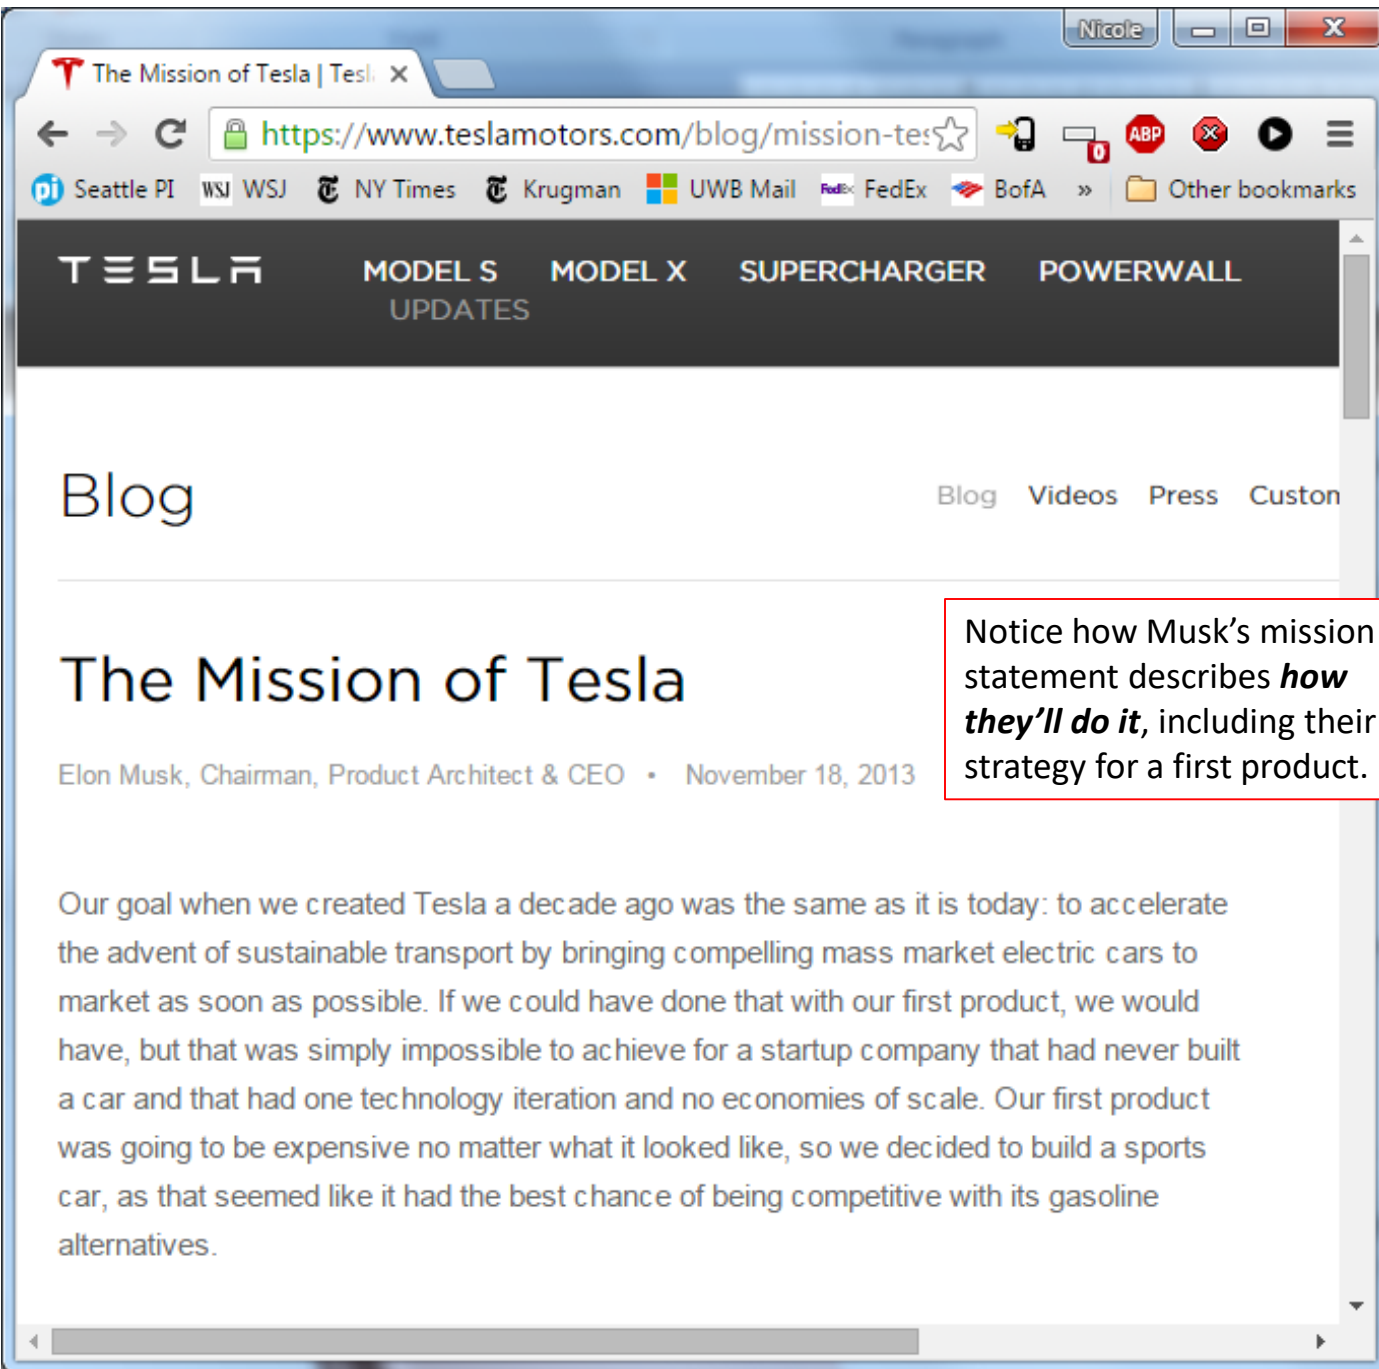 Nicole
The Mission of Tesla | Tesl
https://www.teslamotors.com/blog/mission-tes
0 ABP
pi Seattle PI WSJ WSJ NY Times Krugman UWB Mail FedEx FedEx BofA » Other bookmarks
TESLA MODEL S MODEL X SUPERCHARGER POWERWALL
UPDATES
Blog Blog Videos Press Custom
Notice how Musk’s mission
statement describes how
they’ll do it, including their
strategy for a first product.
The Mission of Tesla
Elon Musk, Chairman, Product Architect & CEO • November 18, 2013
Our goal when we created Tesla a decade ago was the same as it is today: to accelerate
the advent of sustainable transport by bringing compelling mass market electric cars to
market as soon as possible. If we could have done that with our first product, we would
have, but that was simply impossible to achieve for a startup company that had never built
a car and that had one technology iteration and no economies of scale. Our first product
was going to be expensive no matter what it looked like, so we decided to build a sports
car, as that seemed like it had the best chance of being competitive with its gasoline
alternatives.